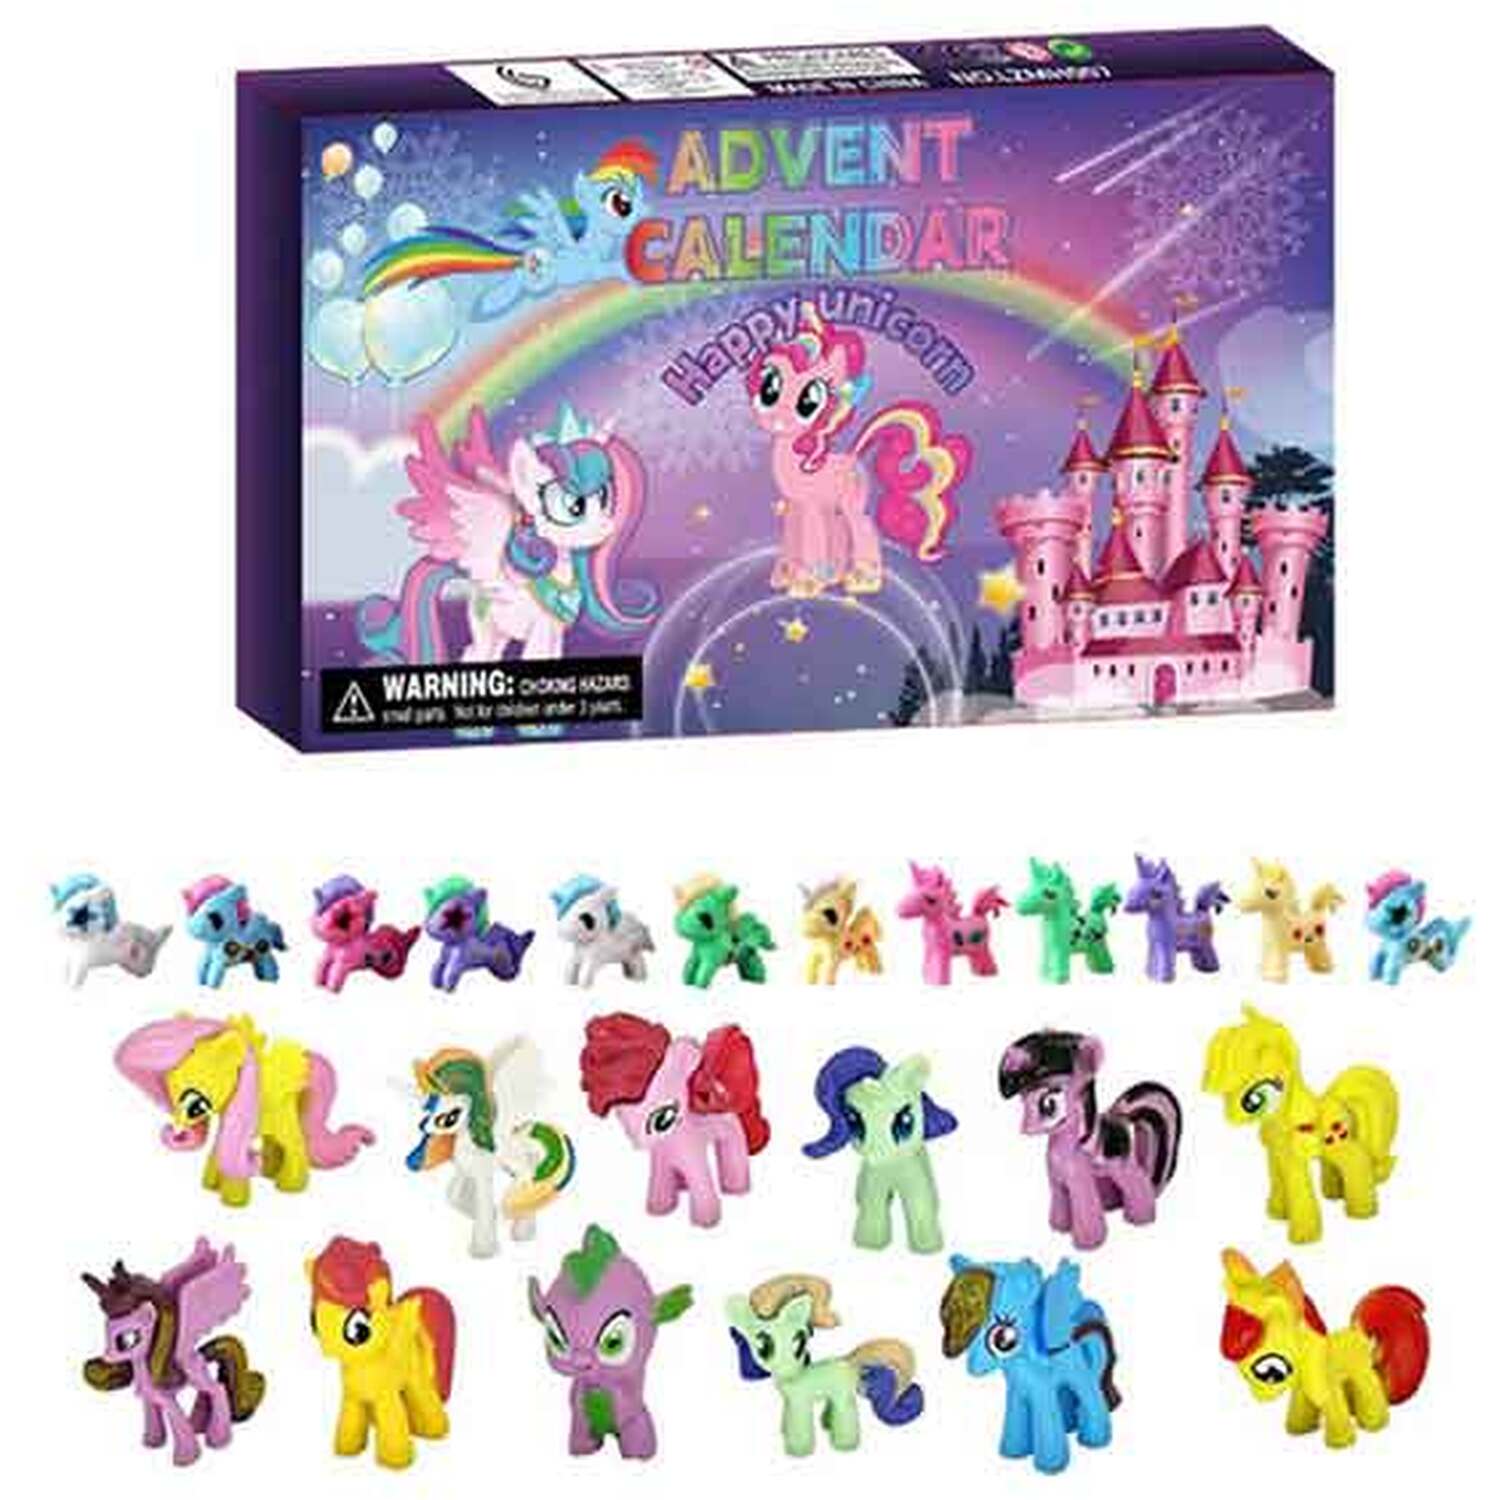 MADE IN CHINA
ADVENT
CALENDAR
Happy unicorn
WARNING: CHOKING HAZARD
small parts Not for children under 3 years